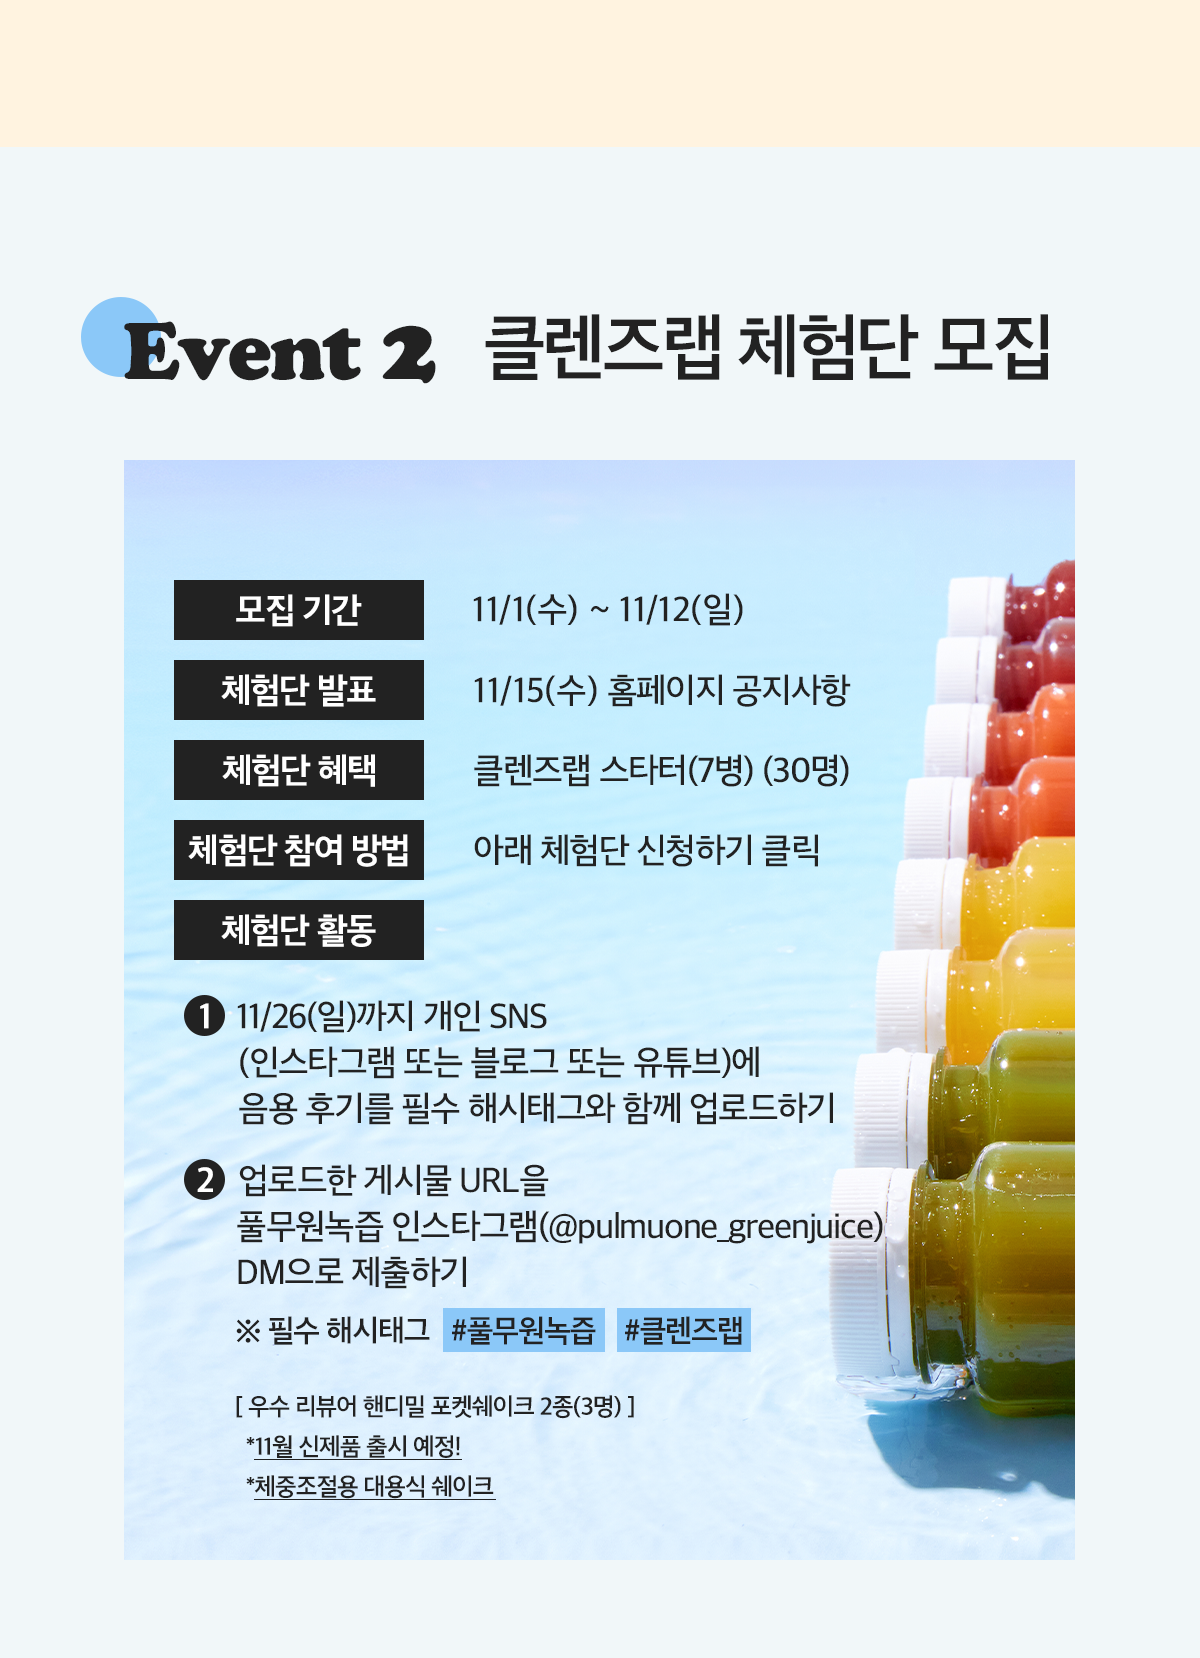 Event 2 클렌즈랩 체험단 모집
모집 기간 11/1(수) ~ 11/12(일)
체험단 발표 11/15(수) 홈페이지 공지사항
체험단 혜택 클렌즈랩 스타터(7병) (30명)
체험단 참여 방법 아래 체험단 신청하기 클릭
체험단 활동
1 11/26(일)까지 개인 SNS
(인스타그램 또는 블로그 또는 유튜브)에
음용 후기를 필수 해시태그와 함께 업로드하기
2 업로드한 게시물 URL을
풀무원녹즙 인스타그램(@pulmuone_greenjuice)
DM으로 제출하기
※ 필수 해시태그 #풀무원녹즙 #클렌즈랩
[ 우수 리뷰어 핸디밀 포켓쉐이크 2종(3명) ]
*11월 신제품 출시 예정!
*체중조절용 대용식 쉐이크